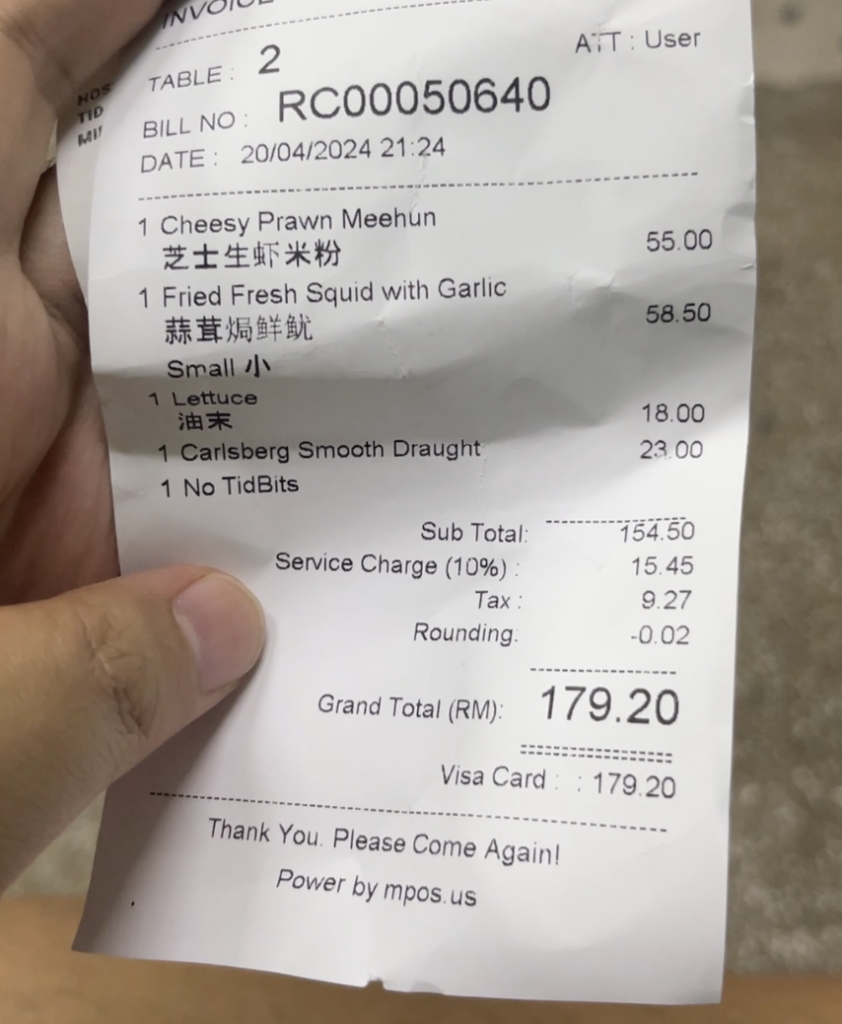 INVOICE
HOS
TID
TABLE : 2
ATT : User
BILL NO : RC00050640
DATE : 20/04/2024 21:24
1 Cheesy Prawn Meehun
芝士生虾米粉 55.00
1 Fried Fresh Squid with Garlic
蒜茸焗鲜鱿 58.50
Small 小
1 Lettuce
油末 18.00
1 Carlsberg Smooth Draught 23.00
1 No TidBits
Sub Total: 154.50
Service Charge (10%) : 15.45
Tax : 9.27
Rounding: -0.02
Grand Total (RM): 179.20
Visa Card : : 179.20
Thank You. Please Come Again!
Power by mpos.us